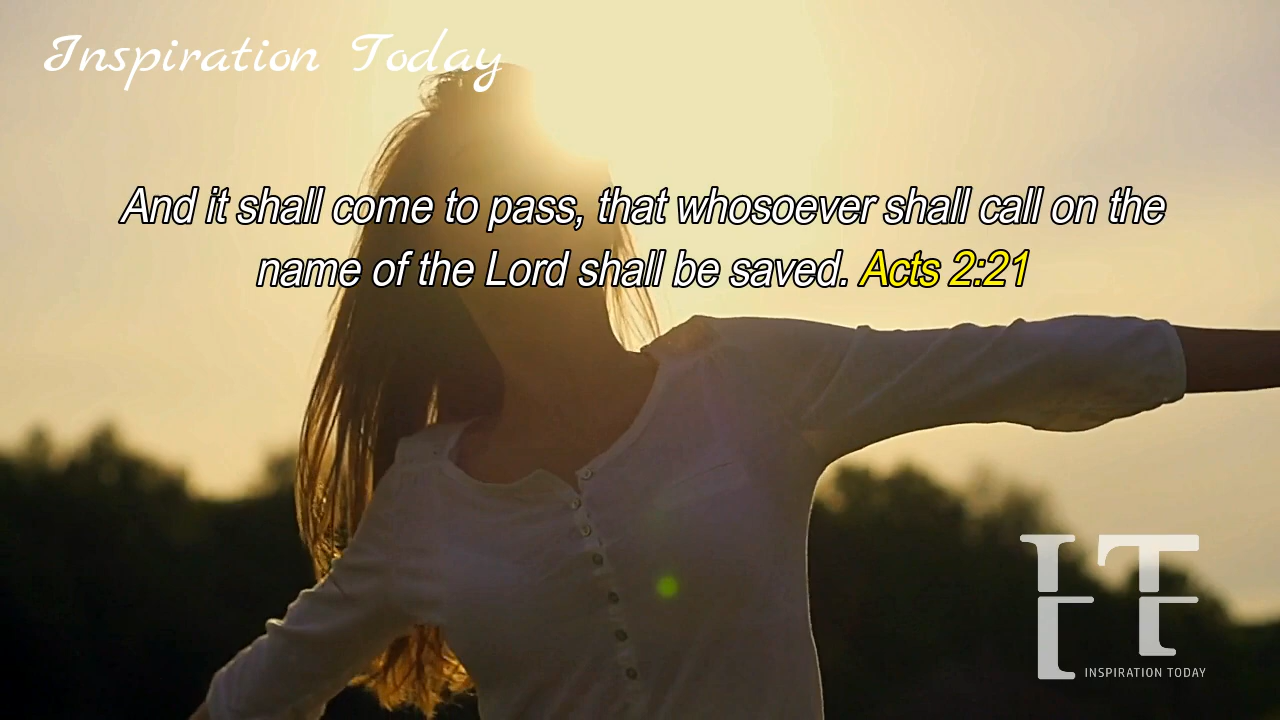 Inspiration Today
And it shall come to pass, that whosoever shall call on the
name of the Lord shall be saved. Acts 2:21
IT
INSPIRATION TODAY